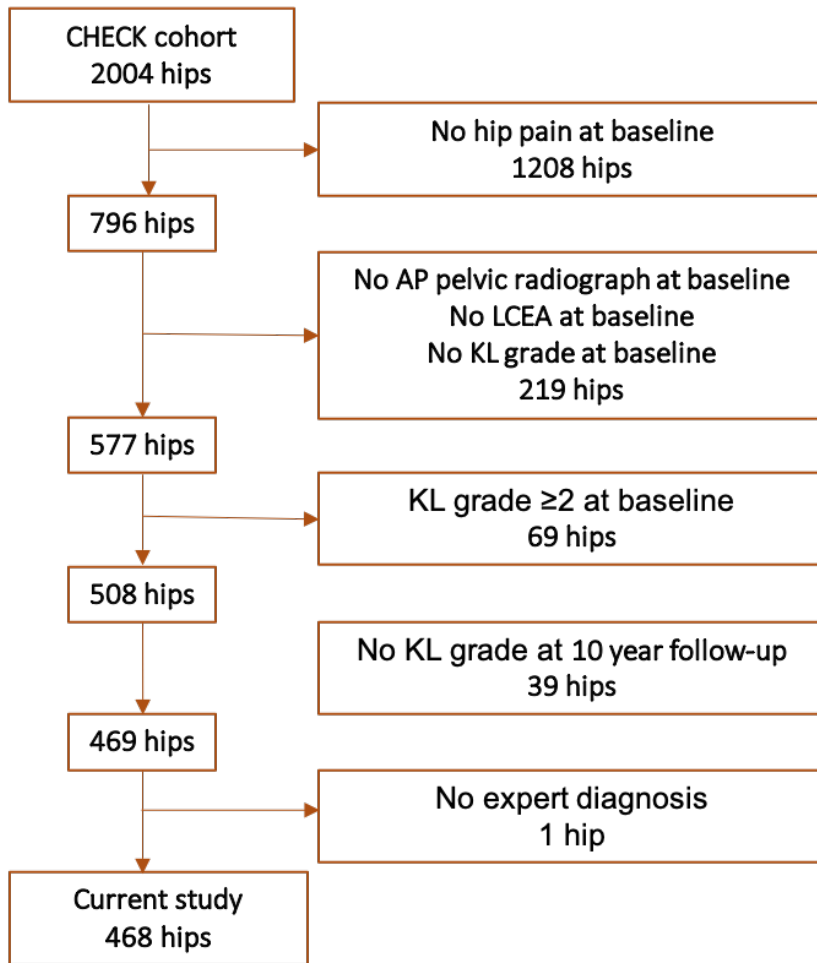 CHECK cohort
2004 hips
No hip pain at baseline
1208 hips
796 hips
No AP pelvic radiograph at baseline
No LCEA at baseline
No KL grade at baseline
219 hips
577 hips
KL grade ≥2 at baseline
69 hips
508 hips
No KL grade at 10 year follow-up
39 hips
469 hips
No expert diagnosis
1 hip
Current study
468 hips